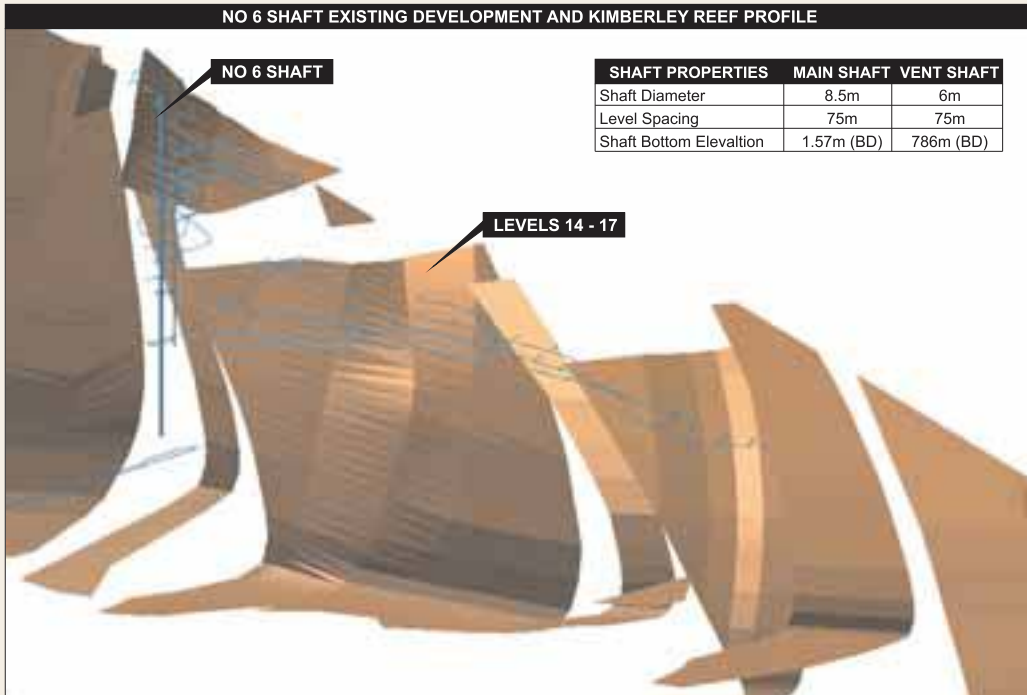 NO 6 SHAFT EXISTING DEVELOPMENT AND KIMBERLEY REEF PROFILE
NO 6 SHAFT
SHAFT PROPERTIES MAIN SHAFT VENT SHAFT
Shaft Diameter 8.5m 6m
Level Spacing 75m 75m
Shaft Bottom Elevaltion 1.57m (BD) 786m (BD)
LEVELS 14 - 17